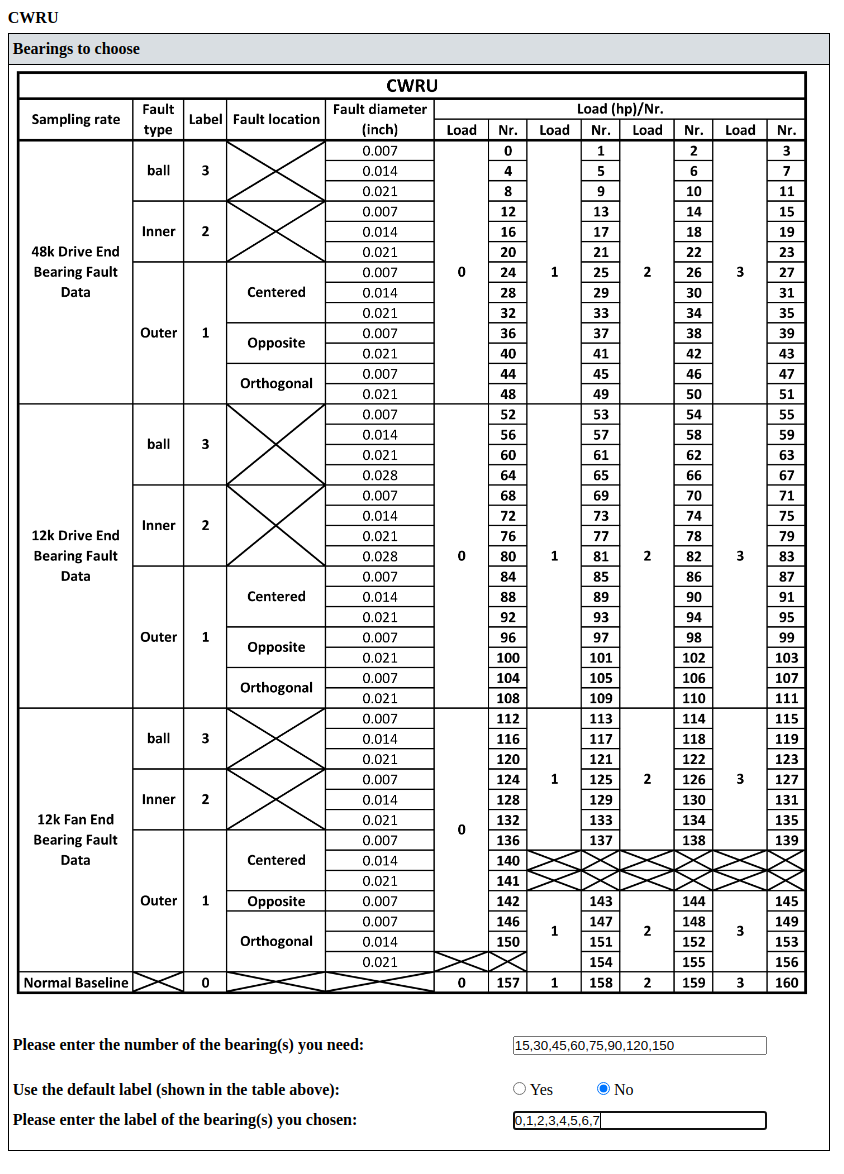 CWRU
Bearings to choose
CWRU
Sampling rate Fault type Label Fault location Fault diameter (inch) Load (hp)/Nr.
Load Nr. Load Nr. Load Nr. Load Nr.
48k Drive End Bearing Fault Data ball 3 0.007 0 0 1 1 2 2 3 3
0.014 4 5 6 7
0.021 8 9 10 11
Inner 2 0.007 12 13 14 15
0.014 16 17 18 19
0.021 20 21 22 23
Outer 1 Centered 0.007 24 25 26 27
0.014 28 29 30 31
0.021 32 33 34 35
Opposite 0.007 36 37 38 39
0.021 40 41 42 43
Orthogonal 0.007 44 45 46 47
0.021 48 49 50 51
12k Drive End Bearing Fault Data ball 3 0.007 0 52 1 53 2 54 3 55
0.014 56 57 58 59
0.021 60 61 62 63
0.028 64 65 66 67
Inner 2 0.007 68 69 70 71
0.014 72 73 74 75
0.021 76 77 78 79
0.028 80 81 82 83
Outer 1 Centered 0.007 84 85 86 87
0.014 88 89 90 91
0.021 92 93 94 95
Opposite 0.007 96 97 98 99
0.021 100 101 102 103
Orthogonal 0.007 104 105 106 107
0.021 108 109 110 111
12k Fan End Bearing Fault Data ball 3 0.007 0 112 1 113 2 114 3 115
0.014 116 117 118 119
0.021 120 121 122 123
Inner 2 0.007 124 125 126 127
0.014 128 129 130 131
0.021 132 133 134 135
Outer 1 Centered 0.007 136 137 138 139
0.014 140
0.021 141
Opposite 0.007 142 1 143 2 144 3 145
Orthogonal 0.007 146 147 148 149
0.014 150 151 152 153
0.021 154 155 156
Normal Baseline 0 0 157 1 158 2 159 3 160
Please enter the number of the bearing(s) you need: 15,30,45,60,75,90,120,150
Use the default label (shown in the table above): Yes No
Please enter the label of the bearing(s) you chosen: 0,1,2,3,4,5,6,7